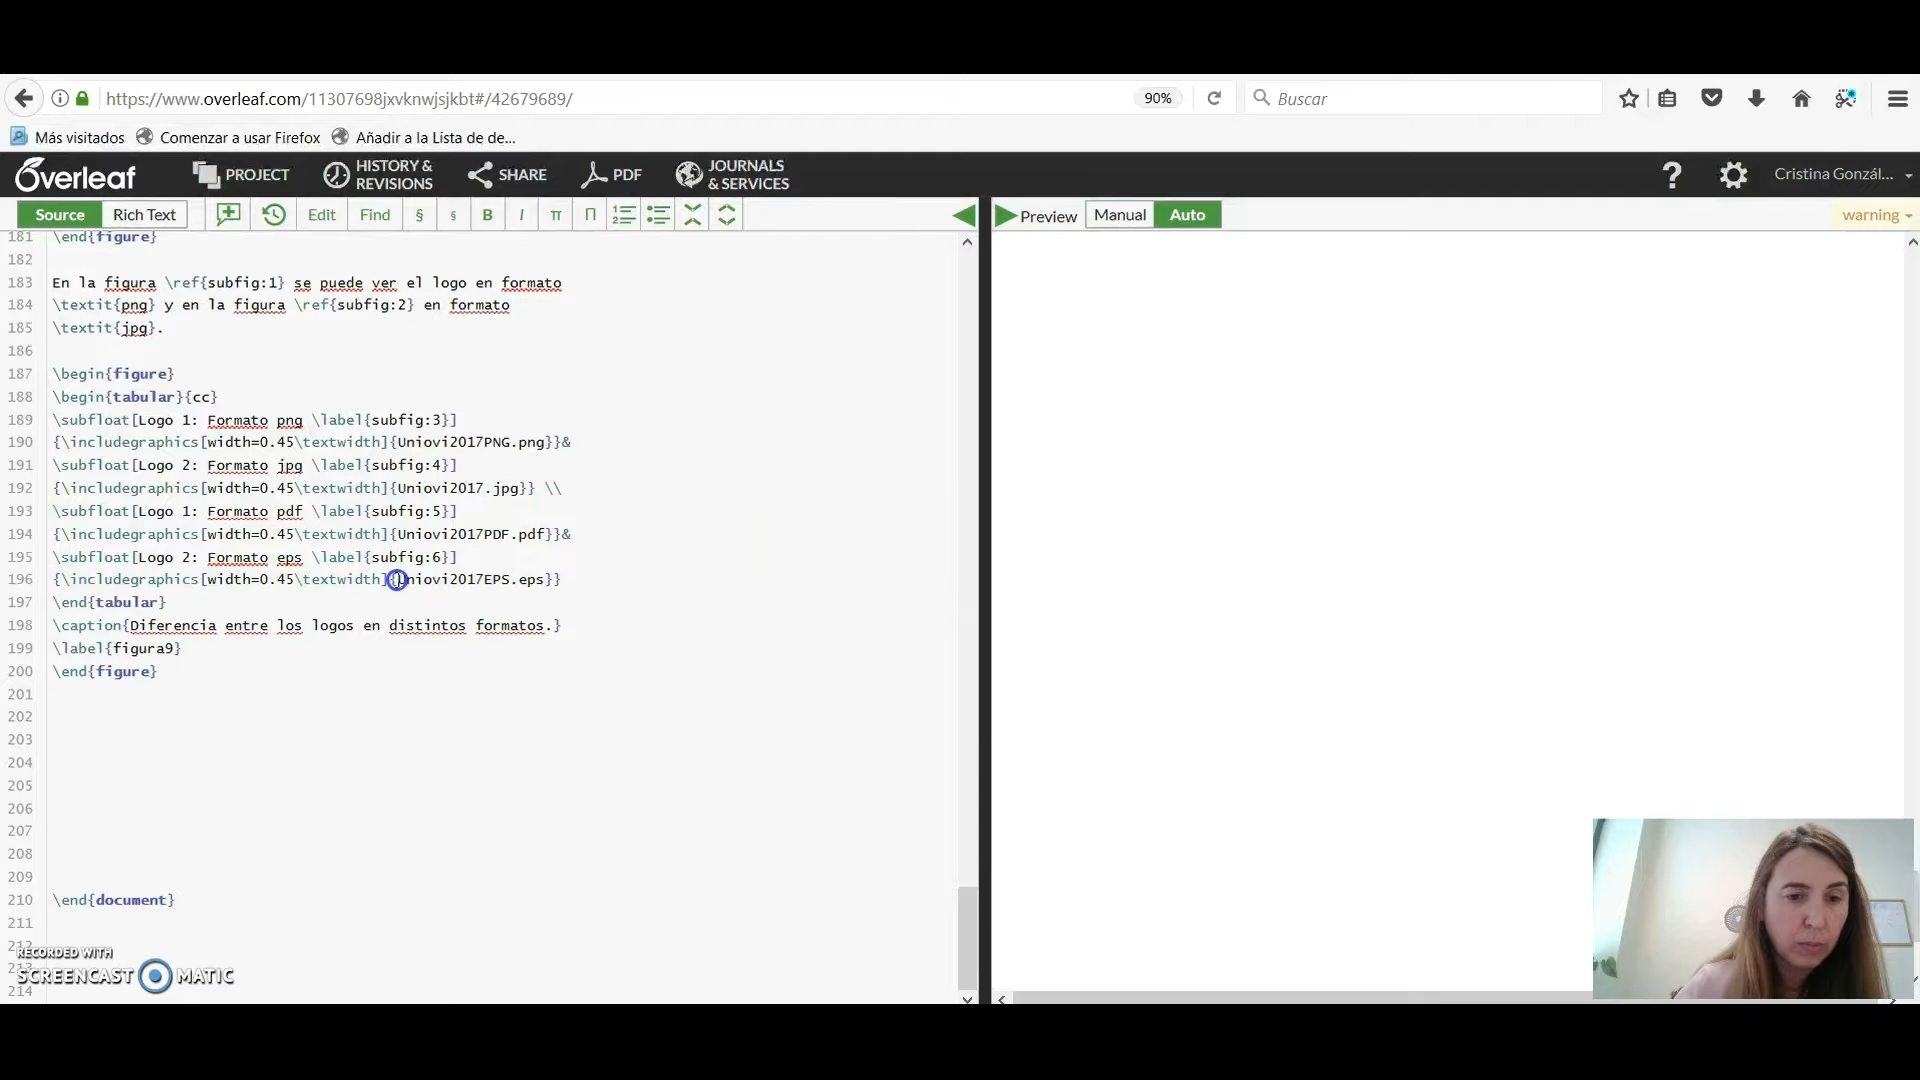 https://www.overleaf.com/11307698jxvknwjsjkbt#/42679689/
90%
Buscar
Más visitados
Comenzar a usar Firefox
Añadir a la Lista de de...
Overleaf
PROJECT
HISTORY &
REVISIONS
SHARE
PDF
JOURNALS
& SERVICES
?
Cristina Gonzál...
Source
Rich Text
Edit
Find
§
§
B
I
π
Π
Preview
Manual
Auto
warning
181 \end{figure}
182
183 En la figura \ref{subfig:1} se puede ver el logo en formato
184 \textit{png} y en la figura \ref{subfig:2} en formato
185 \textit{jpg}.
186
187 \begin{figure}
188 \begin{tabular}{cc}
189 \subfloat[Logo 1: Formato png \label{subfig:3}]
190 {\includegraphics[width=0.45\textwidth]{Uniovi2017PNG.png}}&
191 \subfloat[Logo 2: Formato jpg \label{subfig:4}]
192 {\includegraphics[width=0.45\textwidth]{Uniovi2017.jpg}} \\
193 \subfloat[Logo 1: Formato pdf \label{subfig:5}]
194 {\includegraphics[width=0.45\textwidth]{Uniovi2017PDF.pdf}}&
195 \subfloat[Logo 2: Formato eps \label{subfig:6}]
196 {\includegraphics[width=0.45\textwidth]{Uniovi2017EPS.eps}}
197 \end{tabular}
198 \caption{Diferencia entre los logos en distintos formatos.}
199 \label{figura9}
200 \end{figure}
201
202
203
204
205
206
207
208
209
210 \end{document}
211
212
RECORDED WITH
SCREENCAST MATIC
214